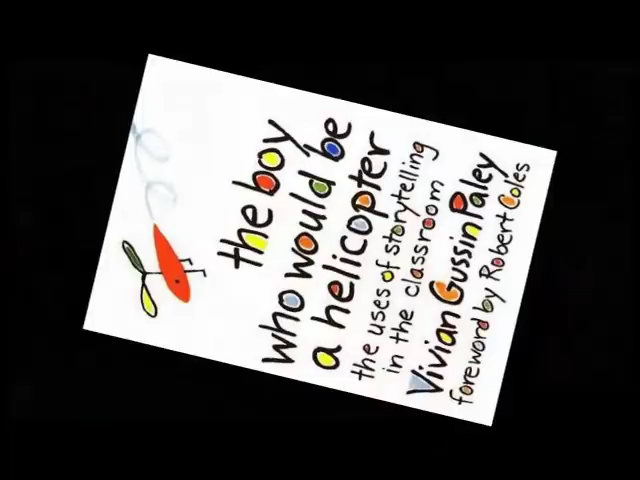 the boy
who would be
a helicopter
the uses of storytelling
in the classroom
Vivian Gussin Paley
foreword by Robert Coles